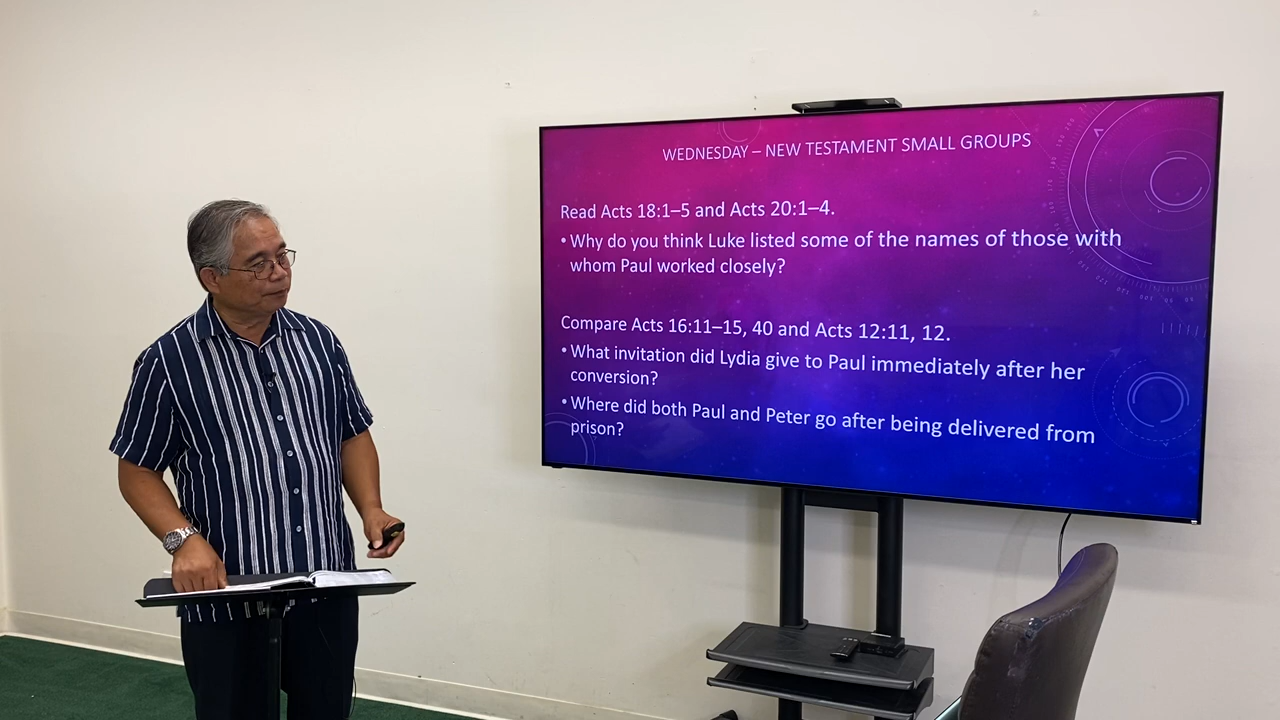 WEDNESDAY – NEW TESTAMENT SMALL GROUPS
Read Acts 18:1–5 and Acts 20:1–4.
• Why do you think Luke listed some of the names of those with
whom Paul worked closely?
Compare Acts 16:11–15, 40 and Acts 12:11, 12.
• What invitation did Lydia give to Paul immediately after her
conversion?
• Where did both Paul and Peter go after being delivered from
prison?